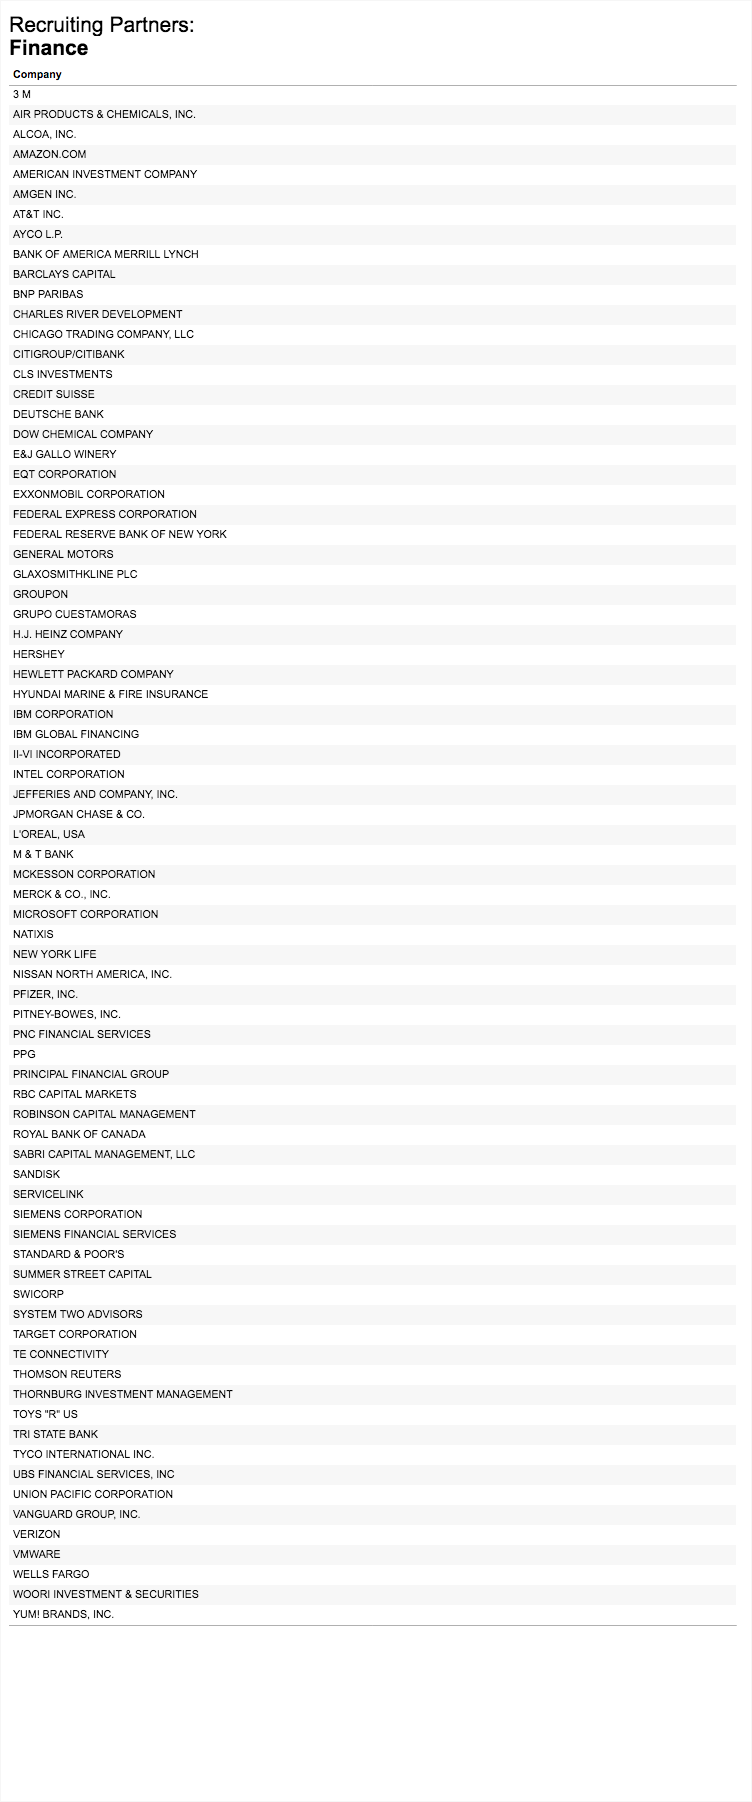 Recruiting Partners:
Finance
Company
3 M
AIR PRODUCTS & CHEMICALS, INC.
ALCOA, INC.
AMAZON.COM
AMERICAN INVESTMENT COMPANY
AMGEN INC.
AT&T INC.
AYCO L.P.
BANK OF AMERICA MERRILL LYNCH
BARCLAYS CAPITAL
BNP PARIBAS
CHARLES RIVER DEVELOPMENT
CHICAGO TRADING COMPANY, LLC
CITIGROUP/CITIBANK
CLS INVESTMENTS
CREDIT SUISSE
DEUTSCHE BANK
DOW CHEMICAL COMPANY
E&J GALLO WINERY
EQT CORPORATION
EXXONMOBIL CORPORATION
FEDERAL EXPRESS CORPORATION
FEDERAL RESERVE BANK OF NEW YORK
GENERAL MOTORS
GLAXOSMITHKLINE PLC
GROUPON
GRUPO CUESTAMORAS
H.J. HEINZ COMPANY
HERSHEY
HEWLETT PACKARD COMPANY
HYUNDAI MARINE & FIRE INSURANCE
IBM CORPORATION
IBM GLOBAL FINANCING
II-VI INCORPORATED
INTEL CORPORATION
JEFFERIES AND COMPANY, INC.
JPMORGAN CHASE & CO.
L'OREAL, USA
M & T BANK
MCKESSON CORPORATION
MERCK & CO., INC.
MICROSOFT CORPORATION
NATIXIS
NEW YORK LIFE
NISSAN NORTH AMERICA, INC.
PFIZER, INC.
PITNEY-BOWES, INC.
PNC FINANCIAL SERVICES
PPG
PRINCIPAL FINANCIAL GROUP
RBC CAPITAL MARKETS
ROBINSON CAPITAL MANAGEMENT
ROYAL BANK OF CANADA
SABRI CAPITAL MANAGEMENT, LLC
SANDISK
SERVICELINK
SIEMENS CORPORATION
SIEMENS FINANCIAL SERVICES
STANDARD & POOR'S
SUMMER STREET CAPITAL
SWICORP
SYSTEM TWO ADVISORS
TARGET CORPORATION
TE CONNECTIVITY
THOMSON REUTERS
THORNBURG INVESTMENT MANAGEMENT
TOYS "R" US
TRI STATE BANK
TYCO INTERNATIONAL INC.
UBS FINANCIAL SERVICES, INC
UNION PACIFIC CORPORATION
VANGUARD GROUP, INC.
VERIZON
VMWARE
WELLS FARGO
WOORI INVESTMENT & SECURITIES
YUM! BRANDS, INC.